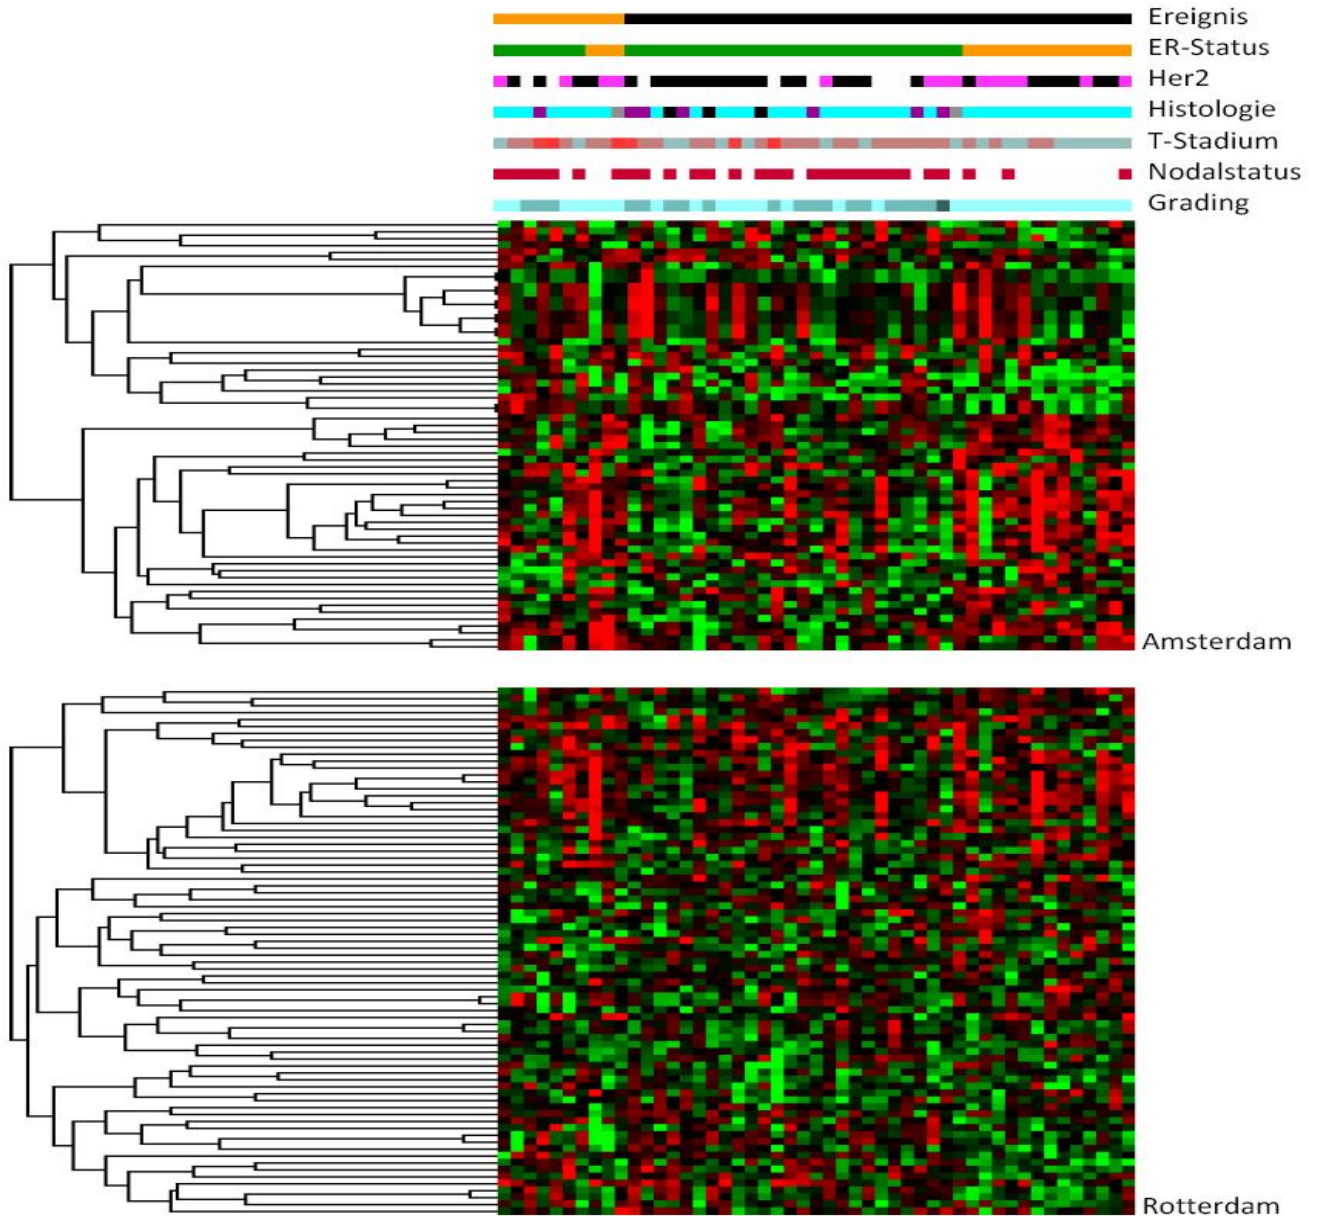 Ereignis
ER-Status
Her2
Histologie
T-Stadium
Nodalstatus
Grading
Amsterdam
Rotterdam